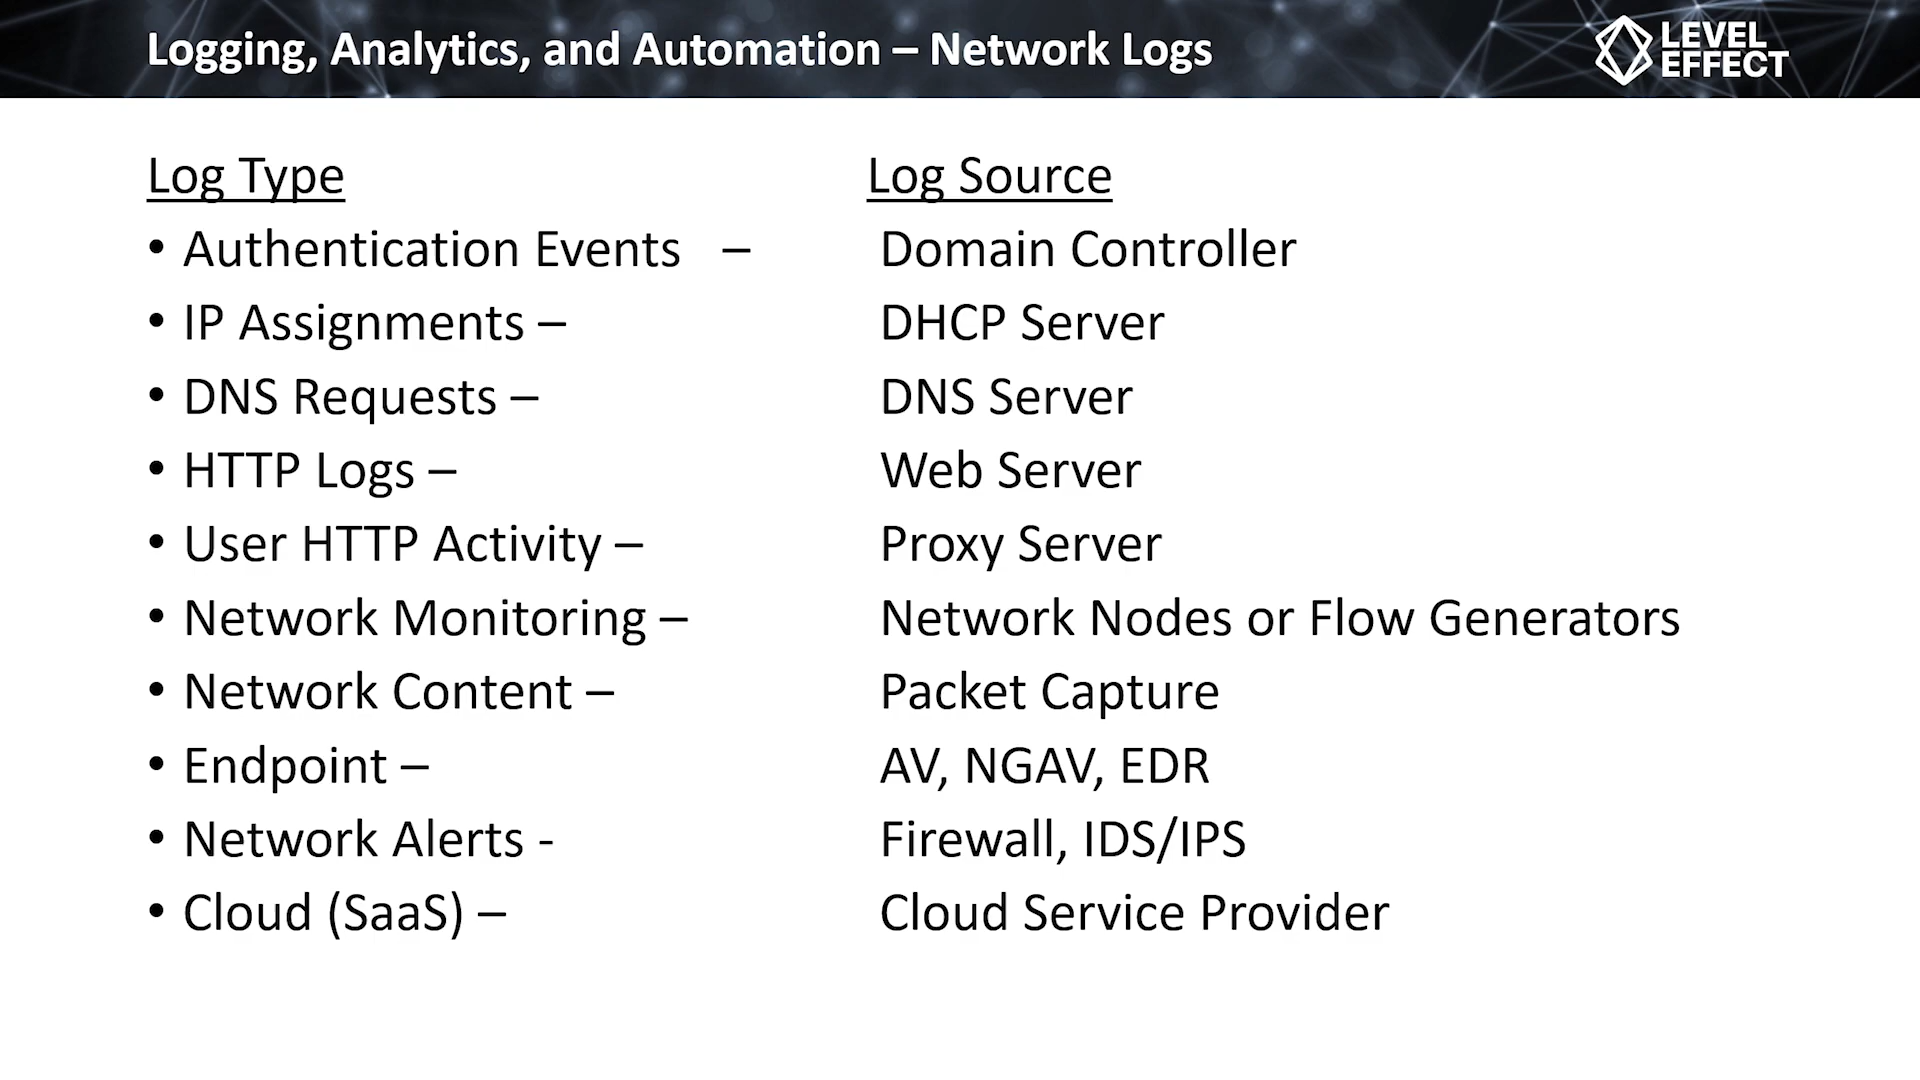 Logging, Analytics, and Automation – Network Logs
LEVEL
EFFECT
Log Type Log Source
• Authentication Events – Domain Controller
• IP Assignments – DHCP Server
• DNS Requests – DNS Server
• HTTP Logs – Web Server
• User HTTP Activity – Proxy Server
• Network Monitoring – Network Nodes or Flow Generators
• Network Content – Packet Capture
• Endpoint – AV, NGAV, EDR
• Network Alerts - Firewall, IDS/IPS
• Cloud (SaaS) – Cloud Service Provider